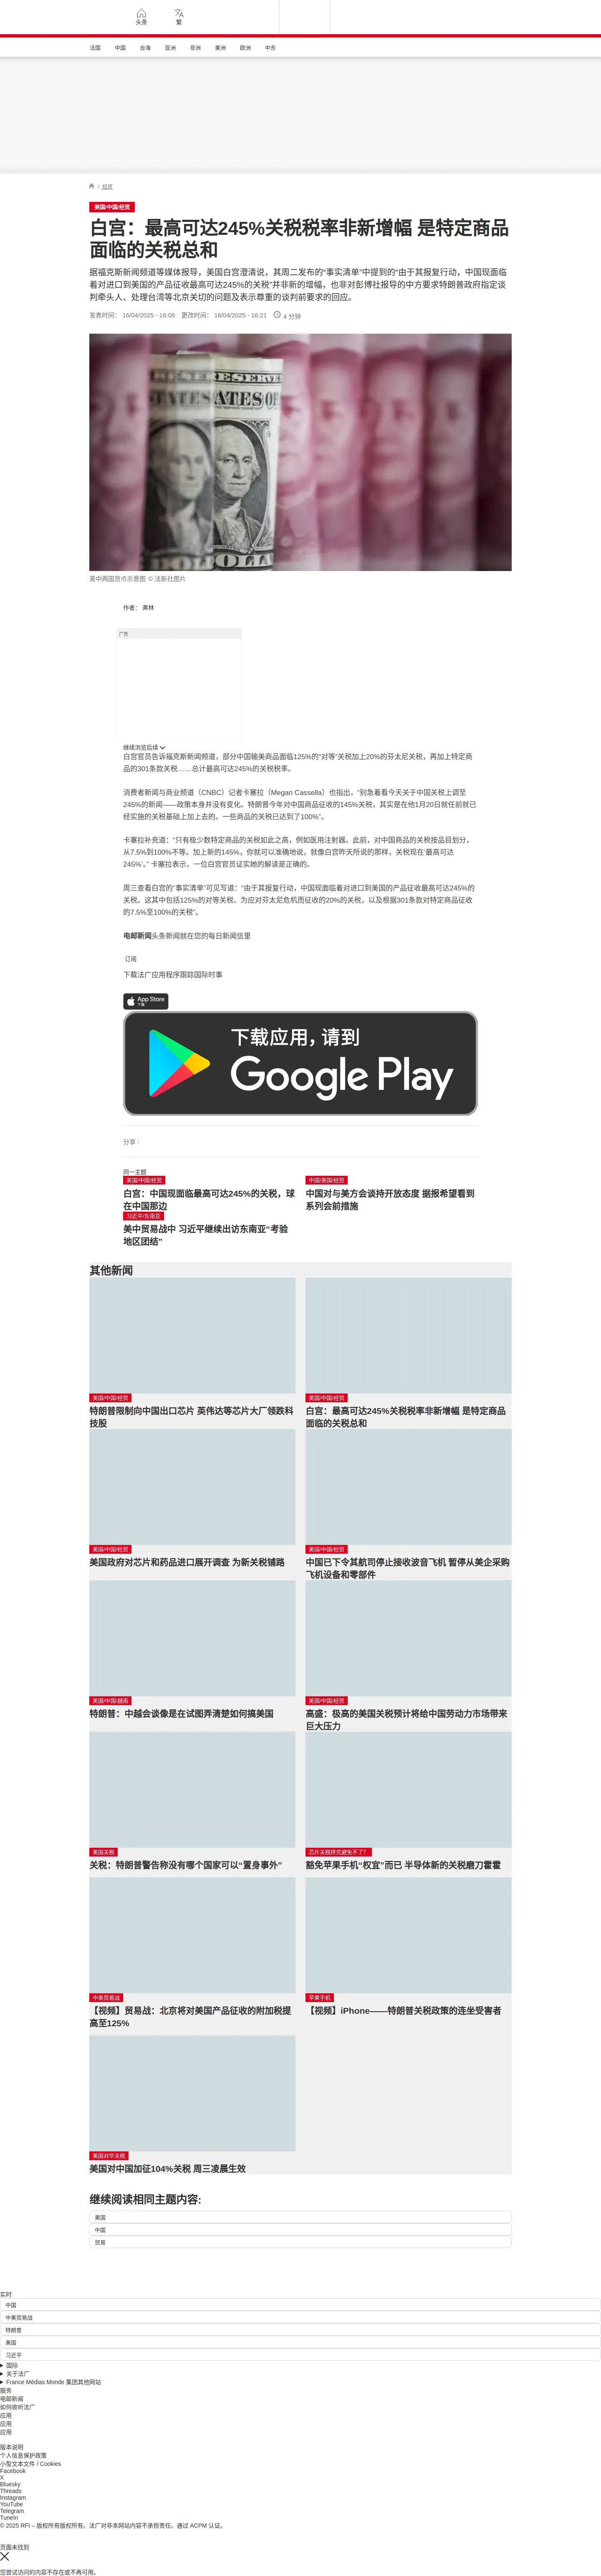 头条
繁
法国
中国
台海
亚洲
非洲
美洲
欧洲
中东
/ 经贸
美国/中国/经贸
白宫：最高可达245%关税税率非新增幅 是特定商品
面临的关税总和
据福克斯新闻频道等媒体报导，美国白宫澄清说，其周二发布的“事实清单”中提到的“由于其报复行动，中国现面临
着对进口到美国的产品征收最高可达245%的关税”并非新的增幅，也非对彭博社报导的中方要求特朗普政府指定谈
判牵头人、处理台湾等北京关切的问题及表示尊重的谈判前要求的回应。
发表时间： 16/04/2025 - 16:08 更改时间： 16/04/2025 - 16:21 4 分钟
美中两国货币示意图 © 法新社图片
作者： 弗林
广告
继续浏览后续
白宫官员告诉福克斯新闻频道，部分中国输美商品面临125%的“对等”关税加上20%的芬太尼关税，再加上特定商
品的301条款关税……总计最高可达245%的关税税率。
消费者新闻与商业频道（CNBC）记者卡塞拉（Megan Cassella）也指出，“别急着看今天关于中国关税上调至
245%的新闻——政策本身并没有变化。特朗普今年对中国商品征收的145%关税，其实是在他1月20日就任前就已
经实施的关税基础上加上去的。一些商品的关税已达到了100%”。
卡塞拉补充道：“只有极少数特定商品的关税如此之高，例如医用注射器。此前，对中国商品的关税按品目划分，
从7.5%到100%不等。加上新的145%，你就可以准确地说，就像白宫昨天所说的那样，关税现在‘最高可达
245%’。” 卡塞拉表示，一位白宫官员证实她的解读是正确的。
周三查看白宫的“事实清单”可见写道：“由于其报复行动，中国现面临着对进口到美国的产品征收最高可达245%的
关税。这其中包括125%的对等关税、为应对芬太尼危机而征收的20%的关税，以及根据301条款对特定商品征收
的7.5%至100%的关税”。
电邮新闻头条新闻就在您的每日新闻信里
订阅
下载法广应用程序跟踪国际时事
App Store
下载
下载应用，请到
Google Play
分享 :
同一主题
美国/中国/经贸
白宫：中国现面临最高可达245%的关税，球
在中国那边
中国/美国/经贸
中国对与美方会谈持开放态度 据报希望看到
系列会前措施
习近平/东南亚
美中贸易战中 习近平继续出访东南亚“考验
地区团结”
其他新闻
美国/中国/经贸
特朗普限制向中国出口芯片 英伟达等芯片大厂领跌科
技股
美国/中国/经贸
白宫：最高可达245%关税税率非新增幅 是特定商品
面临的关税总和
美国/中国/经贸
美国政府对芯片和药品进口展开调查 为新关税铺路
美国/中国/经贸
中国已下令其航司停止接收波音飞机 暂停从美企采购
飞机设备和零部件
美国/中国/越南
特朗普：中越会谈像是在试图弄清楚如何搞美国
美国/中国/经贸
高盛：极高的美国关税预计将给中国劳动力市场带来
巨大压力
美国关税
关税：特朗普警告称没有哪个国家可以“置身事外”
芯片关税终究避免不了？
豁免苹果手机“权宜”而已 半导体新的关税磨刀霍霍
中美贸易战
【视频】贸易战：北京将对美国产品征收的附加税提
高至125%
苹果手机
【视频】iPhone——特朗普关税政策的连坐受害者
美国对华关税
美国对中国加征104%关税 周三凌晨生效
继续阅读相同主题内容:
美国
中国
贸易
实时
中国
中美贸易战
特朗普
美国
习近平
国际
关于法广
France Médias Monde 集团其他网站
服务
电邮新闻
如何收听法广
应用
应用
应用
版本说明
个人信息保护政策
小型文本文件 / Cookies
Facebook
X
Bluesky
Threads
Instagram
YouTube
Telegram
TuneIn
© 2025 RFI – 版权所有版权所有。法广对非本网站内容不承担责任。通过 ACPM 认证。
页面未找到
您尝试访问的内容不存在或不再可用。